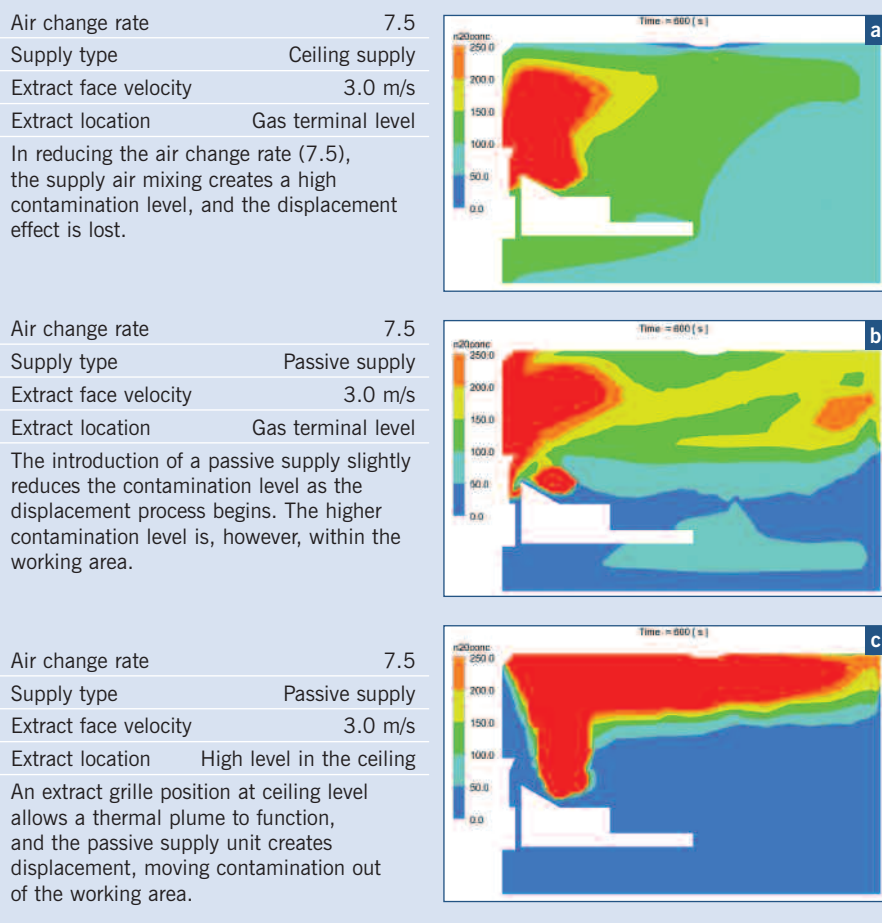 Air change rate 7.5
Supply type Ceiling supply
Extract face velocity 3.0 m/s
Extract location Gas terminal level
In reducing the air change rate (7.5),
the supply air mixing creates a high
contamination level, and the displacement
effect is lost.
Time = 600 [ s ]
a
n20conc
250.0
200.0
150.0
100.0
50.0
0.0
Air change rate 7.5
Supply type Passive supply
Extract face velocity 3.0 m/s
Extract location Gas terminal level
The introduction of a passive supply slightly
reduces the contamination level as the
displacement process begins. The higher
contamination level is, however, within the
working area.
Time = 600 [ s ]
b
n20conc
250.0
200.0
150.0
100.0
50.0
0.0
Air change rate 7.5
Supply type Passive supply
Extract face velocity 3.0 m/s
Extract location High level in the ceiling
An extract grille position at ceiling level
allows a thermal plume to function,
and the passive supply unit creates
displacement, moving contamination out
of the working area.
Time = 600 [ s ]
c
n20conc
250.0
200.0
150.0
100.0
50.0
0.0